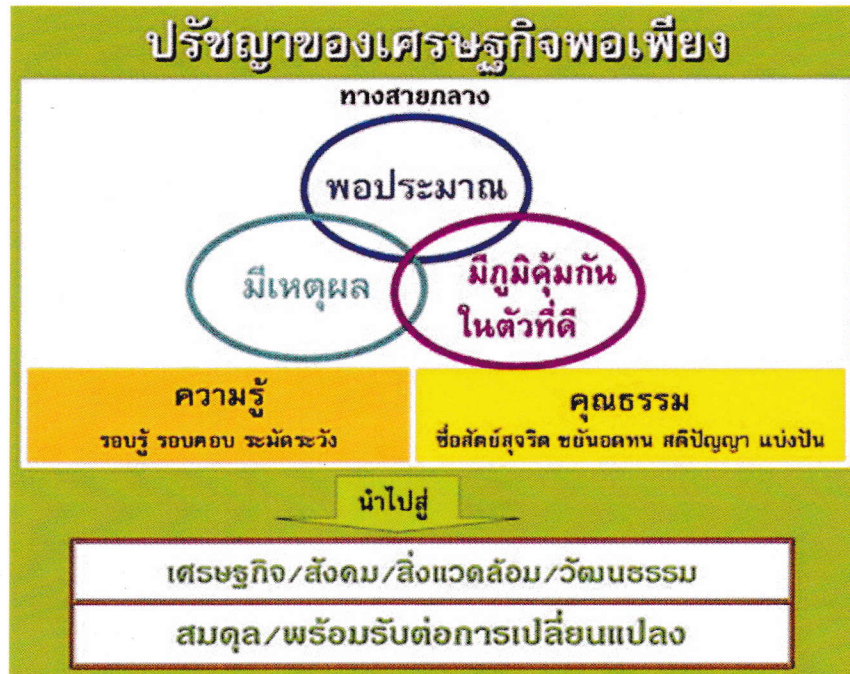 ปรัชญาของเศรษฐกิจพอเพียง
ทางสายกลาง
พอประมาณ
มีเหตุผล
มีภูมิคุ้มกัน
ในตัวที่ดี
ความรู้
รอบรู้ รอบคอบ ระมัดระวัง
คุณธรรม
ซื่อสัตย์สุจริต ขยันอดทน สติปัญญา แบ่งปัน
นำไปสู่
เศรษฐกิจ/สังคม/สิ่งแวดล้อม/วัฒนธรรม
สมดุล/พร้อมรับต่อการเปลี่ยนแปลง